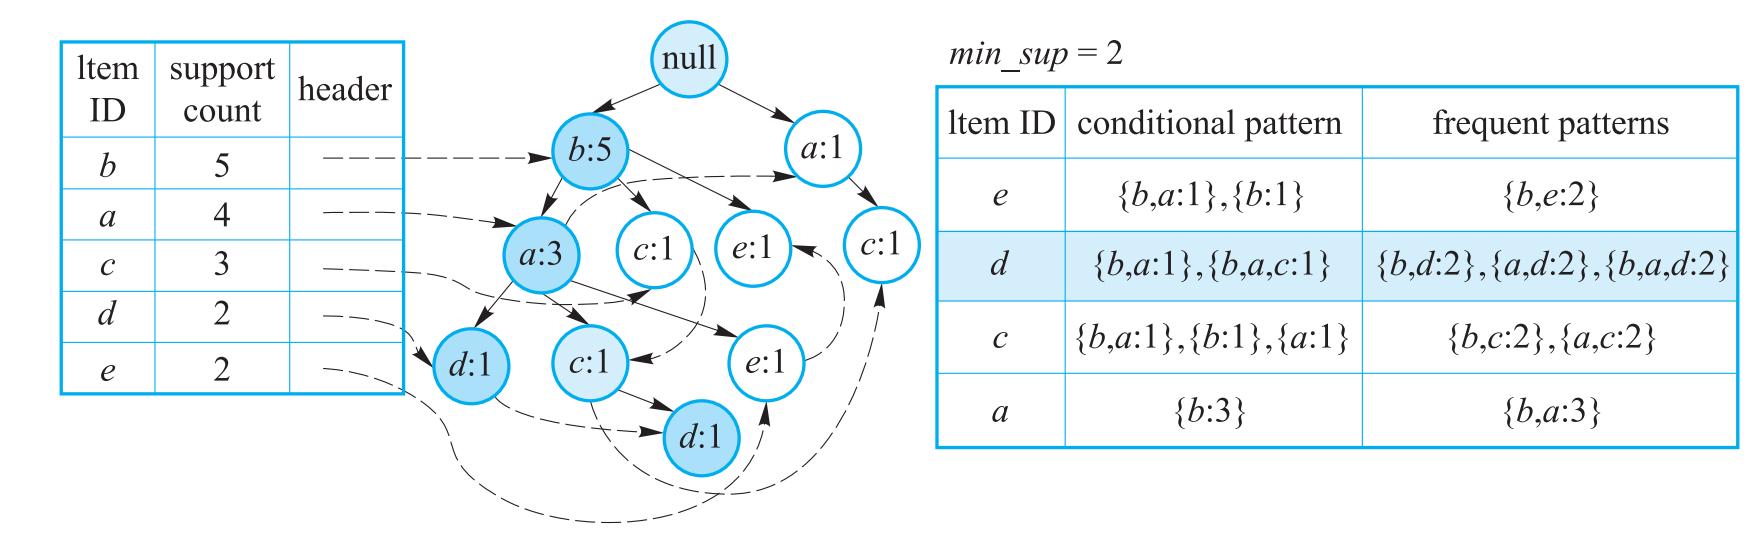 ltem ID support count header
b 5
a 4
c 3
d 2
e 2
null
b:5
a:1
a:3
c:1
e:1
c:1
d:1
c:1
e:1
d:1
min_sup = 2
ltem ID conditional pattern frequent patterns
e {b,a:1},{b:1} {b,e:2}
d {b,a:1},{b,a,c:1} {b,d:2},{a,d:2},{b,a,d:2}
c {b,a:1},{b:1},{a:1} {b,c:2},{a,c:2}
a {b:3} {b,a:3}